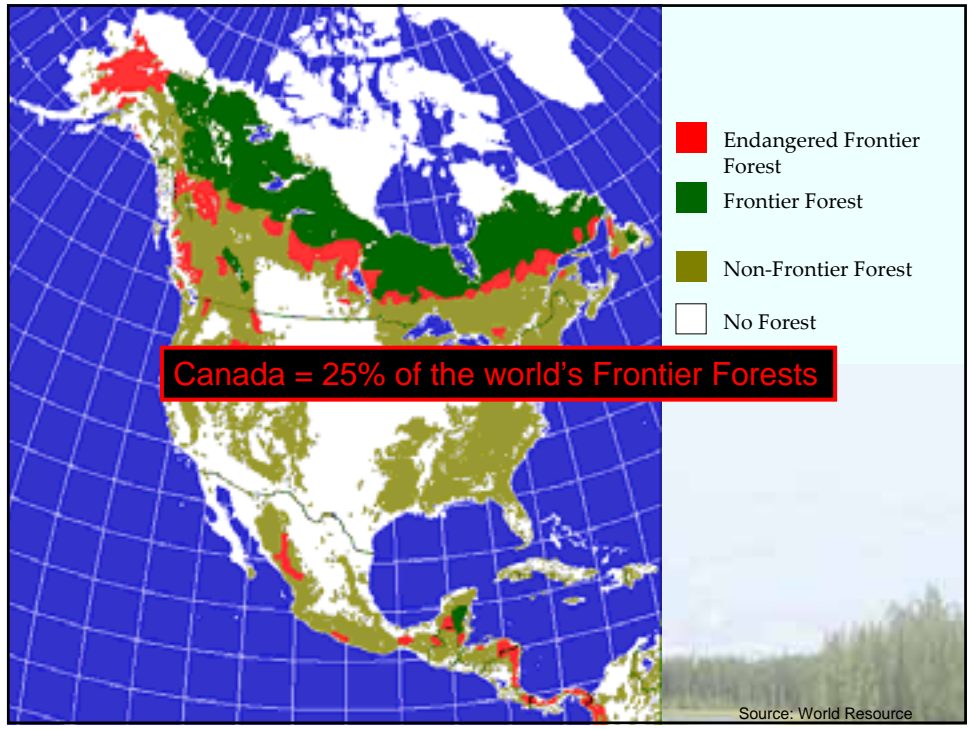 Endangered Frontier
Forest
Frontier Forest
Non-Frontier Forest
No Forest
Canada = 25% of the world's Frontier Forests
Source: World Resource